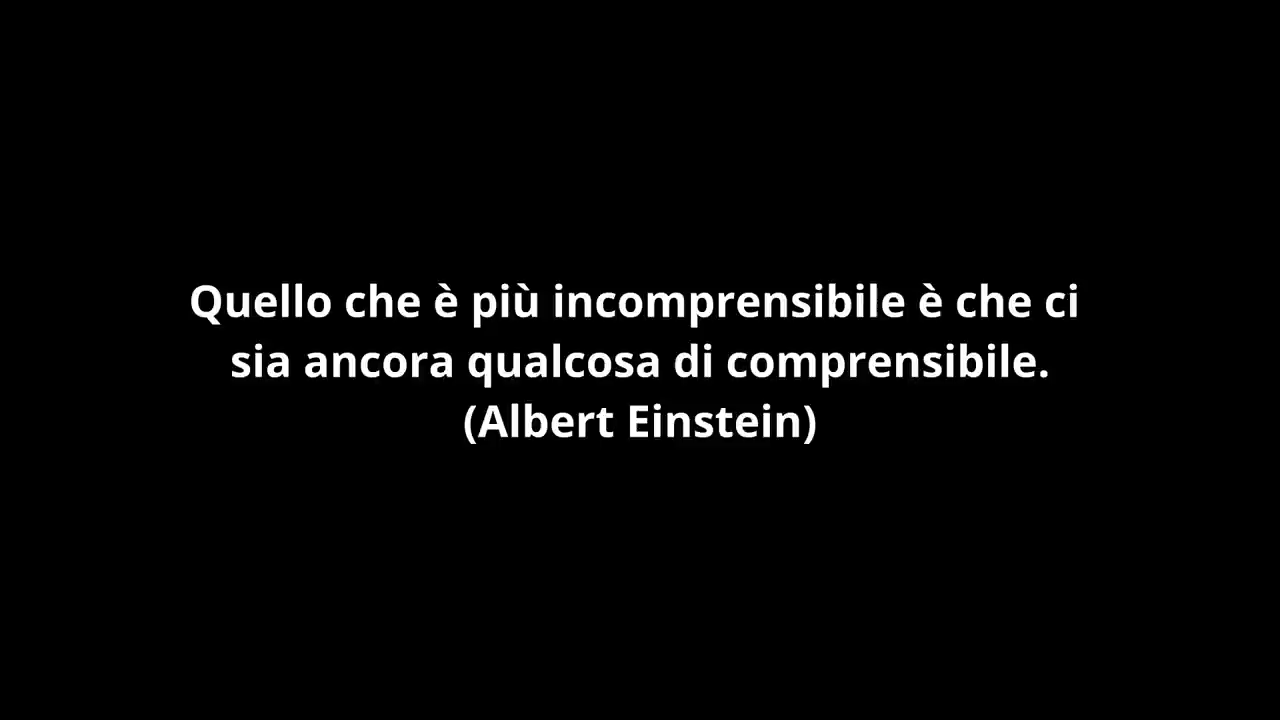 Quello che è più incomprensibile è che ci
sia ancora qualcosa di comprensibile.
(Albert Einstein)